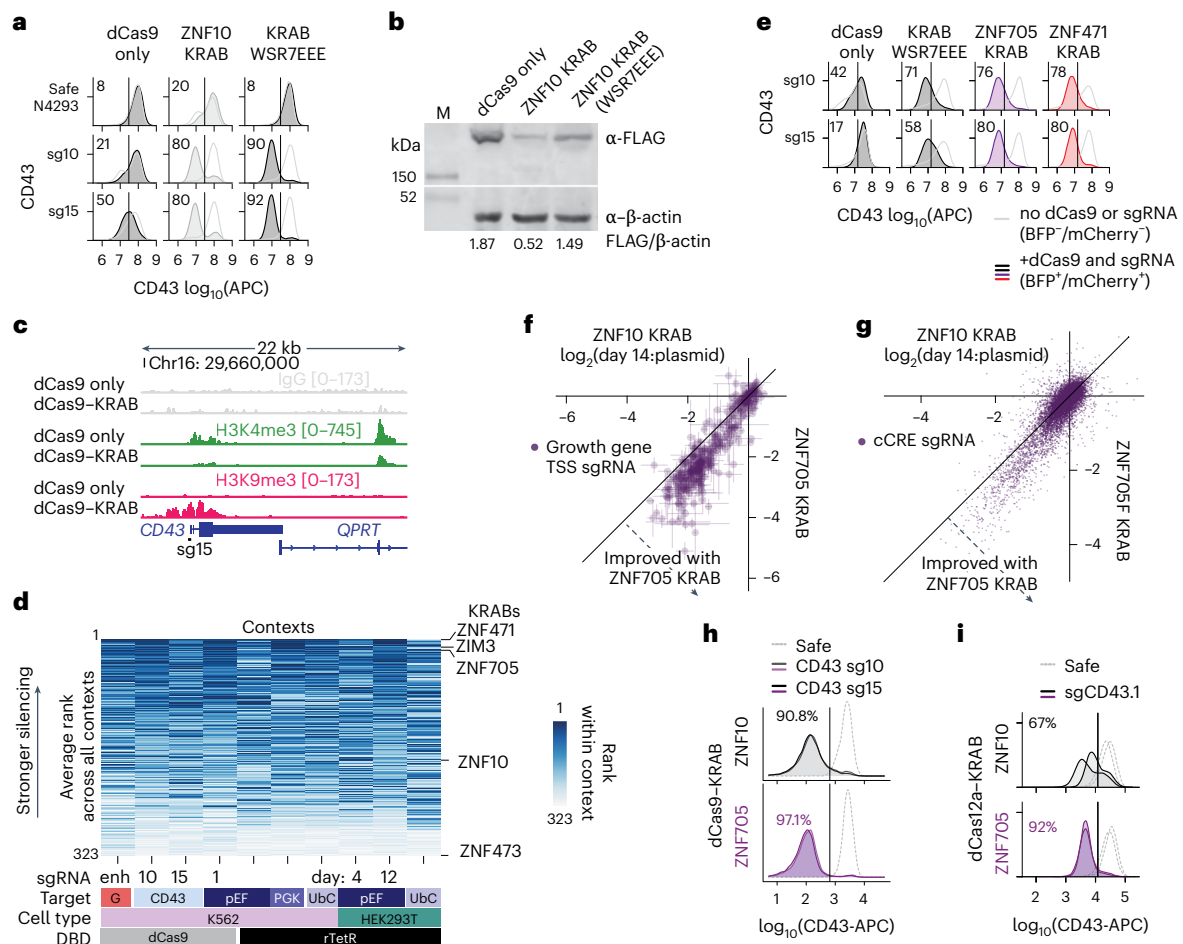 a
dCas9 only
ZNF10 KRAB
KRAB WSR7EEE
Safe N4293
8
20
8
sg10
21
80
90
sg15
50
80
92
CD43
6 7 8 9
6 7 8 9
6 7 8 9
CD43 log10(APC)
b
dCas9 only
ZNF10 KRAB
ZNF10 KRAB (WSR7EEE)
M
kDa
α-FLAG
150
52
α-β-actin
1.87 0.52 1.49 FLAG/β-actin
c
22 kb
Chr16: 29,660,000
dCas9 only
IgG [0–173]
dCas9–KRAB
dCas9 only
H3K4me3 [0–745]
dCas9–KRAB
dCas9 only
H3K9me3 [0–173]
dCas9–KRAB
CD43
QPRT
sg15
d
Contexts
KRABs
1
ZNF471
ZIM3
ZNF705
ZNF10
323
ZNF473
Stronger silencing
Average rank across all contexts
1
323
Rank within context
sgRNA enh 10 15 1 day: 4 12
Target G CD43 pEF PGK UbC pEF UbC
Cell type K562 HEK293T
DBD dCas9 rTetR
e
dCas9 only
KRAB WSR7EEE
ZNF705 KRAB
ZNF471 KRAB
sg10
42
71
76
78
sg15
17
58
80
80
CD43
6 7 8 9
6 7 8 9
6 7 8 9
6 7 8 9
CD43 log10(APC)
no dCas9 or sgRNA
(BFP⁻/mCherry⁻)
+dCas9 and sgRNA
(BFP⁺/mCherry⁺)
f
ZNF10 KRAB
log2(day 14:plasmid)
−6 −4 −2
−2
−4
−6
ZNF705 KRAB
Growth gene
TSS sgRNA
Improved with
ZNF705 KRAB
g
ZNF10 KRAB
log2(day 14:plasmid)
−4 −2
−2
−4
ZNF705F KRAB
cCRE sgRNA
Improved with
ZNF705 KRAB
h
Safe
CD43 sg10
CD43 sg15
90.8%
ZNF10
97.1%
ZNF705
dCas9–KRAB
1 2 3 4
log10(CD43-APC)
i
Safe
sgCD43.1
67%
ZNF10
92%
ZNF705
dCas12a–KRAB
2 3 4 5
log10(CD43-APC)